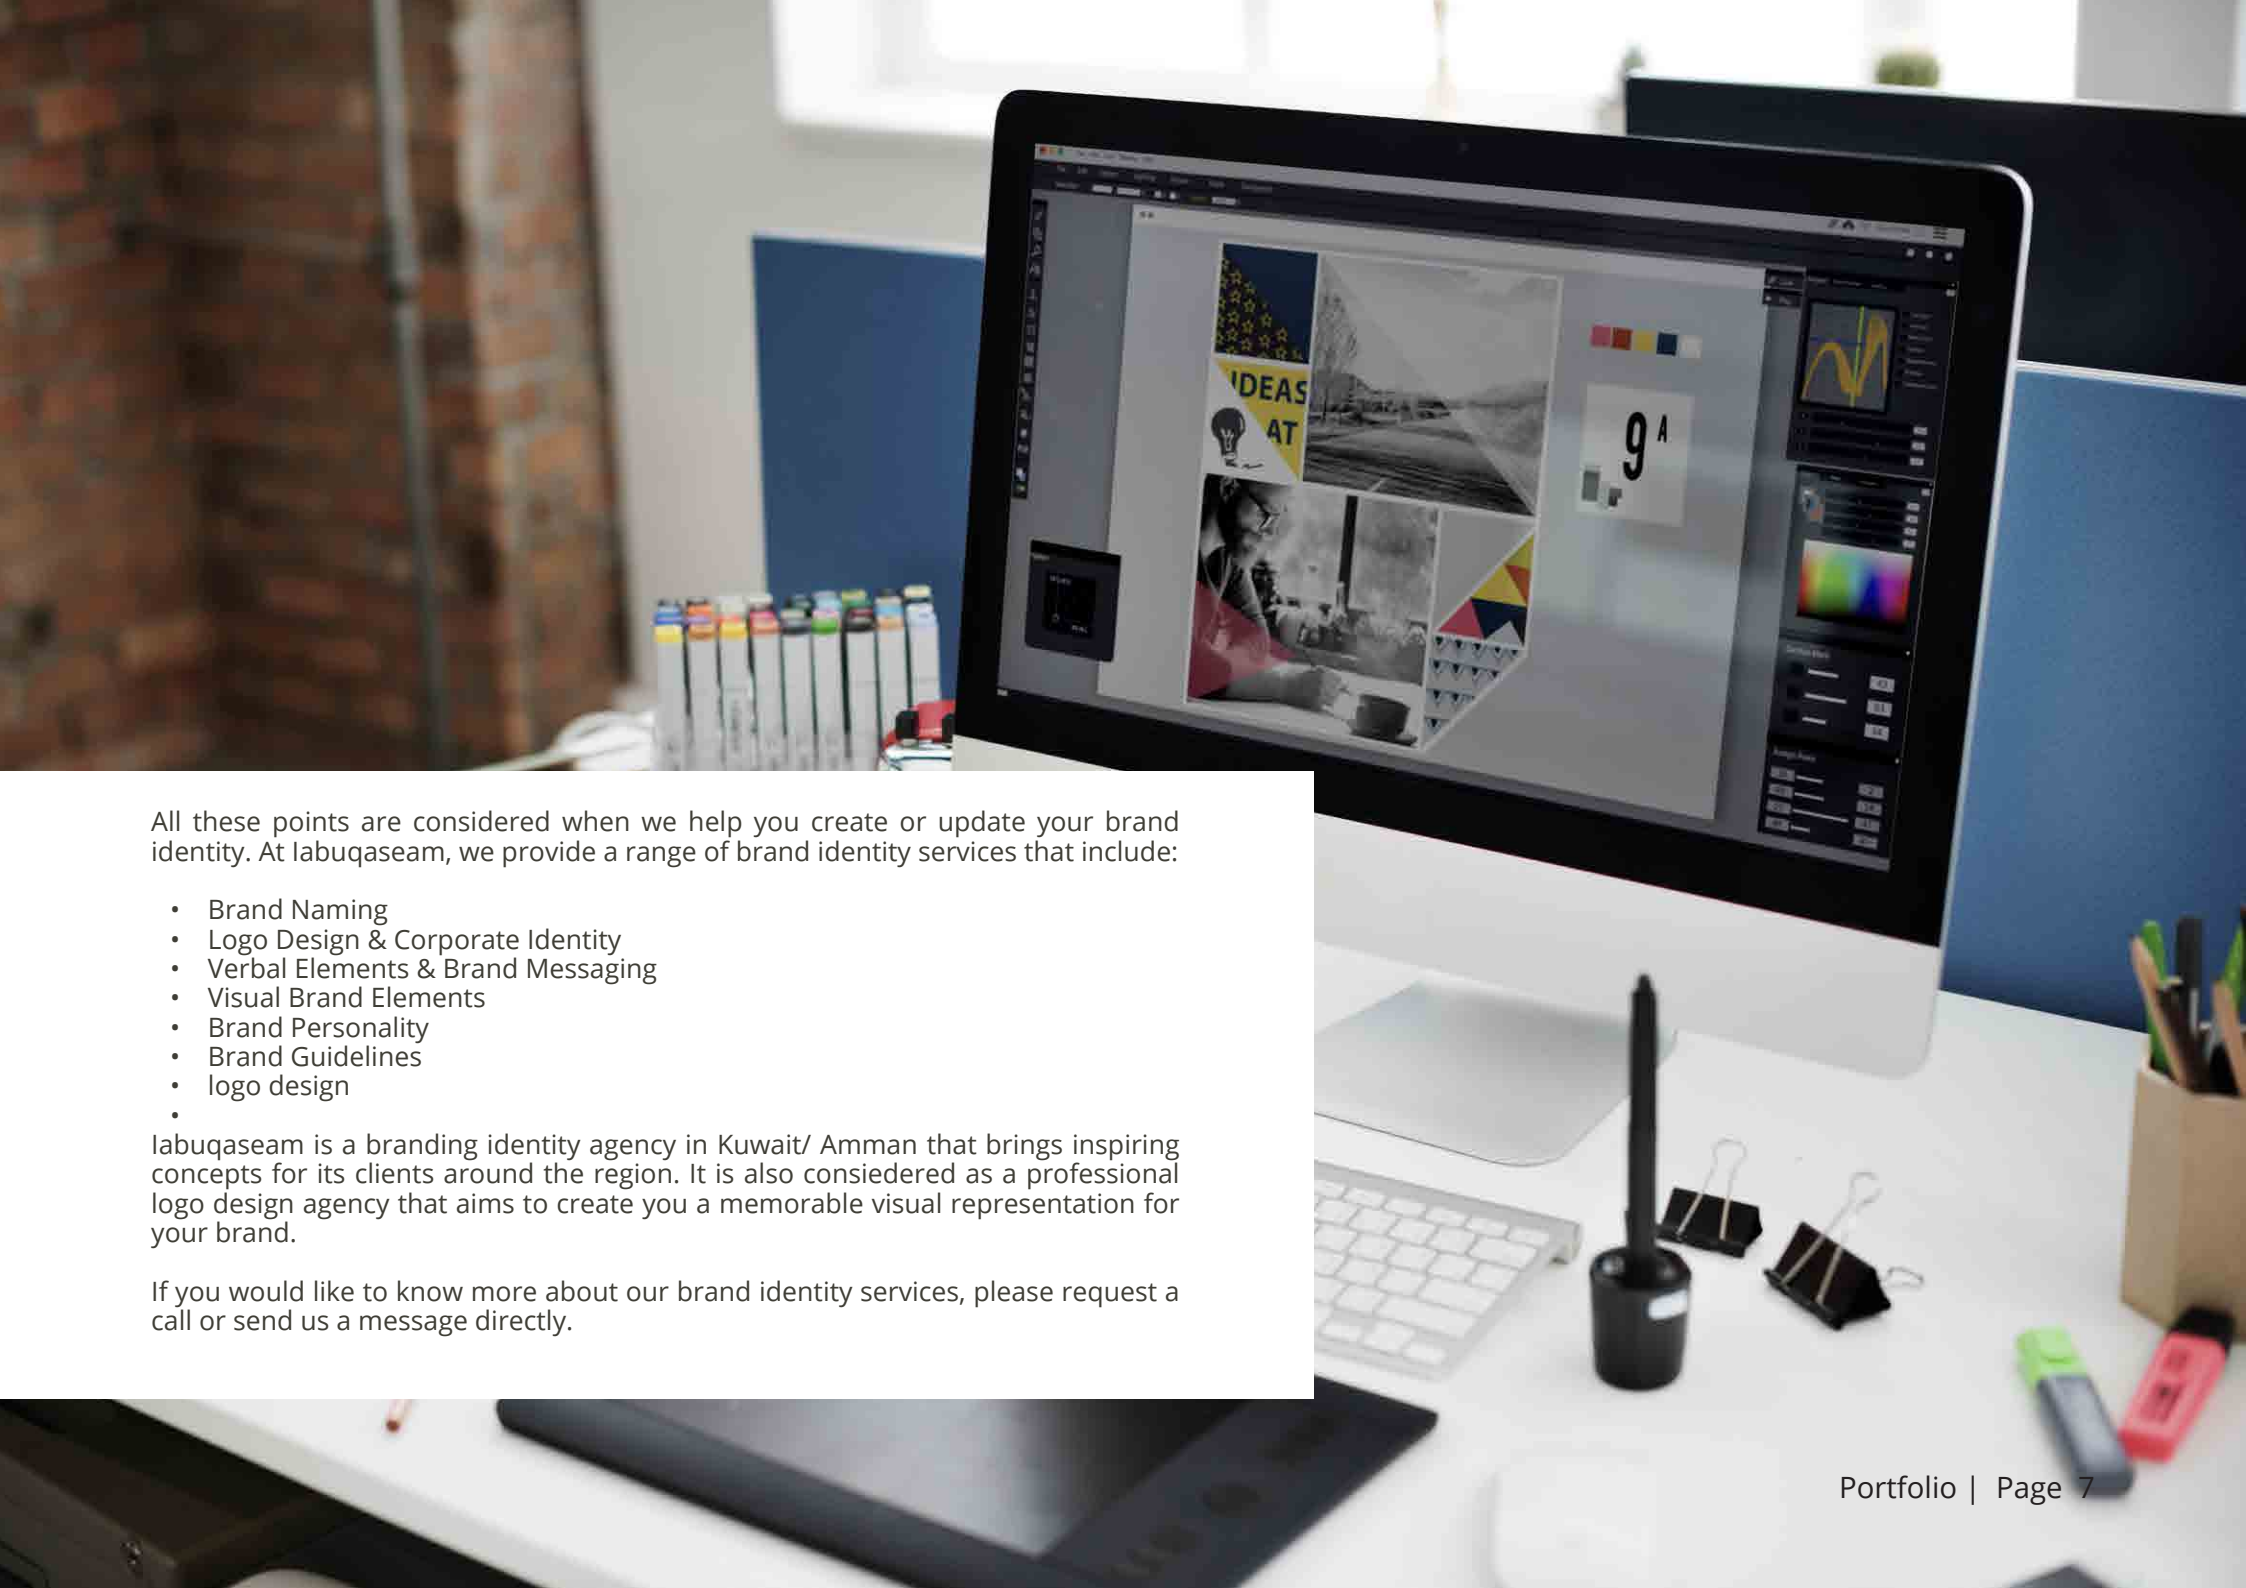 IDEAS
AT
9 A
All these points are considered when we help you create or update your brand
identity. At Iabuqaseam, we provide a range of brand identity services that include:
• Brand Naming
• Logo Design & Corporate Identity
• Verbal Elements & Brand Messaging
• Visual Brand Elements
• Brand Personality
• Brand Guidelines
• logo design
•
Iabuqaseam is a branding identity agency in Kuwait/ Amman that brings inspiring
concepts for its clients around the region. It is also consiedered as a professional
logo design agency that aims to create you a memorable visual representation for
your brand.
If you would like to know more about our brand identity services, please request a
call or send us a message directly.
Portfolio | Page 7